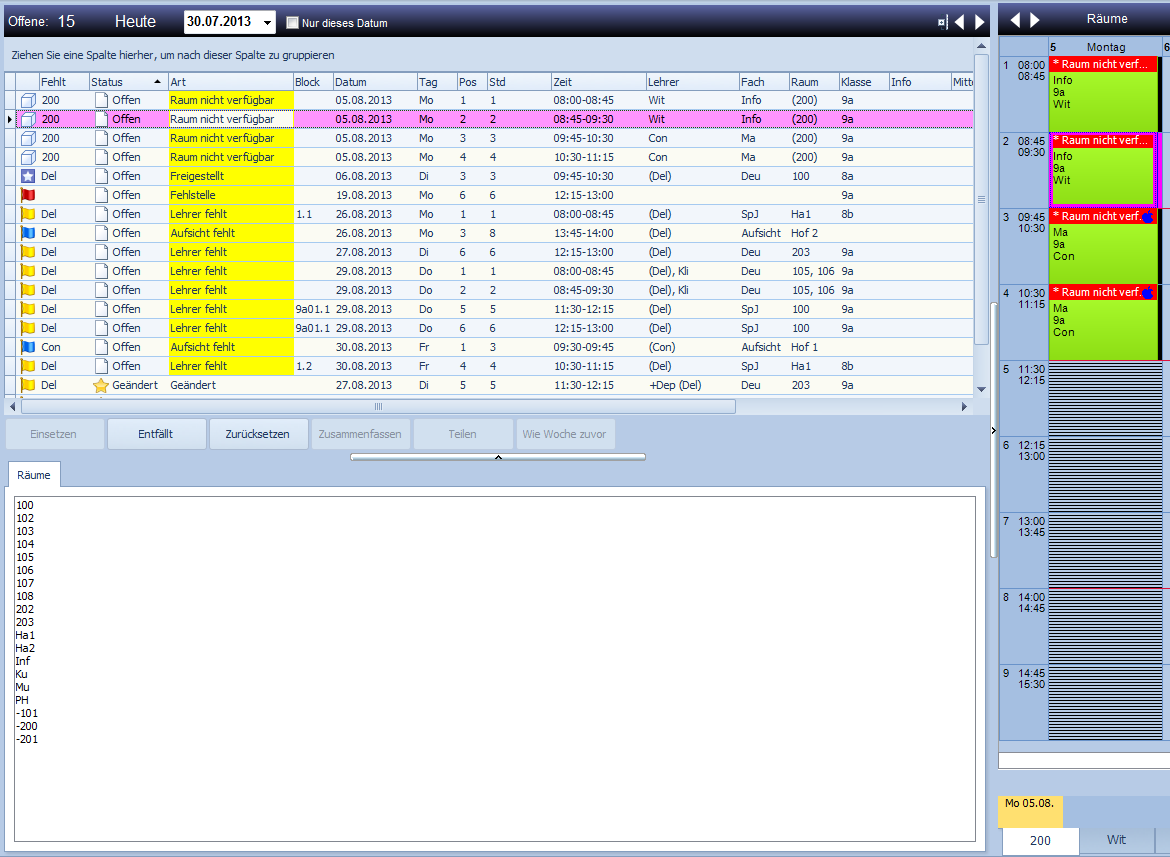 Offene: 15 Heute 30.07.2013 Nur dieses Datum
Ziehen Sie eine Spalte hierher, um nach dieser Spalte zu gruppieren
Fehlt Status Art Block Datum Tag Pos Std Zeit Lehrer Fach Raum Klasse Info Mitte
200 Offen Raum nicht verfügbar 05.08.2013 Mo 1 1 08:00-08:45 Wit Info (200) 9a
200 Offen Raum nicht verfügbar 05.08.2013 Mo 2 2 08:45-09:30 Wit Info (200) 9a
200 Offen Raum nicht verfügbar 05.08.2013 Mo 3 3 09:45-10:30 Con Ma (200) 9a
200 Offen Raum nicht verfügbar 05.08.2013 Mo 4 4 10:30-11:15 Con Ma (200) 9a
Del Offen Freigestellt 06.08.2013 Di 3 3 09:45-10:30 (Del) Deu 100 8a
Offen Fehlstelle 19.08.2013 Mo 6 6 12:15-13:00 9a
Del Offen Lehrer fehlt 1.1 26.08.2013 Mo 1 1 08:00-08:45 (Del) SpJ Ha1 8b
Del Offen Aufsicht fehlt 26.08.2013 Mo 3 8 13:45-14:00 (Del) Aufsicht Hof 2
Del Offen Lehrer fehlt 27.08.2013 Di 6 6 12:15-13:00 (Del) Deu 203 9a
Del Offen Lehrer fehlt 29.08.2013 Do 1 1 08:00-08:45 (Del), Kli Deu 105, 106 9a
Del Offen Lehrer fehlt 29.08.2013 Do 2 2 08:45-09:30 (Del), Kli Deu 105, 106 9a
Del Offen Lehrer fehlt 9a01.1 29.08.2013 Do 5 5 11:30-12:15 (Del) SpJ 100 9a
Del Offen Lehrer fehlt 9a01.1 29.08.2013 Do 6 6 12:15-13:00 (Del) SpJ 100 9a
Con Offen Aufsicht fehlt 30.08.2013 Fr 1 3 09:30-09:45 (Con) Aufsicht Hof 1
Del Offen Lehrer fehlt 1.2 30.08.2013 Fr 4 4 10:30-11:15 (Del) SpJ Ha1 8b
Del Geändert Geändert 27.08.2013 Di 5 5 11:30-12:15 +Dep (Del) Deu 203 9a
Einsetzen Entfällt Zurücksetzen Zusammenfassen Teilen Wie Woche zuvor
Räume
100
102
103
104
105
106
107
108
202
203
Ha1
Ha2
Inf
Ku
Mu
PH
-101
-200
-201
Räume
5 Montag 6
1 08:00 * Raum nicht verf...
08:45 Info
9a
Wit
2 08:45 * Raum nicht verf...
09:30 Info
9a
Wit
3 09:45 * Raum nicht verf
10:30 Ma
9a
Con
4 10:30 * Raum nicht verf
11:15 Ma
9a
Con
5 11:30
12:15
6 12:15
13:00
7 13:00
13:45
8 14:00
14:45
9 14:45
15:30
Mo 05.08.
200 Wit